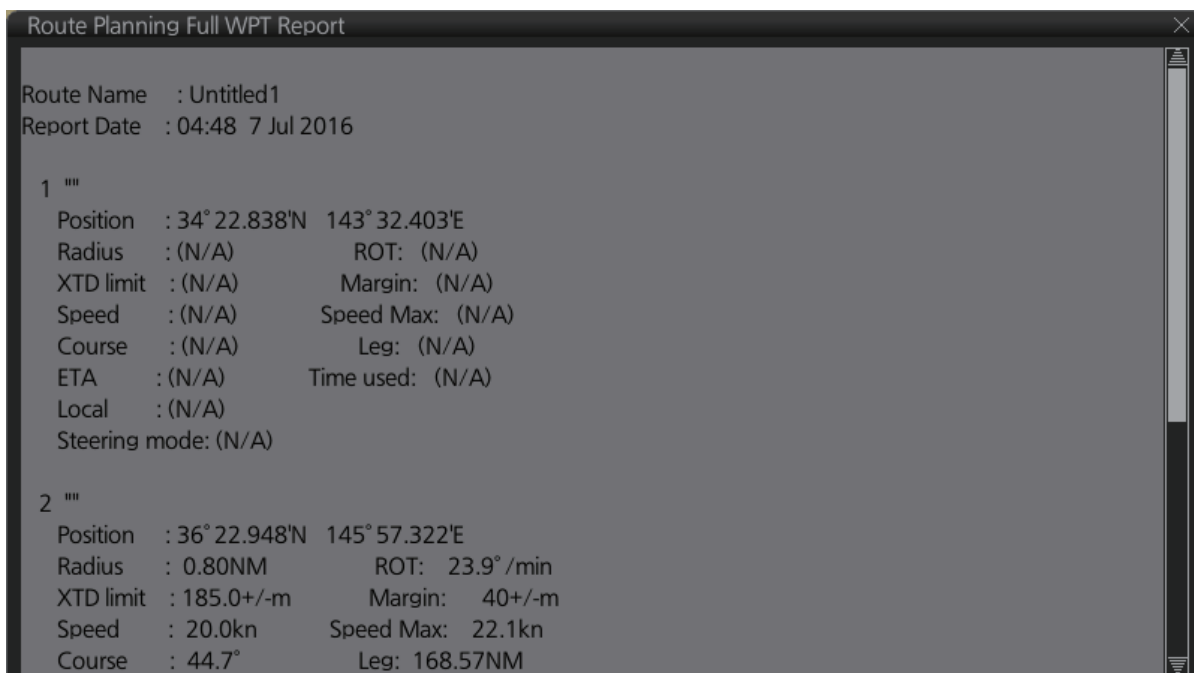 Route Planning Full WPT Report
Route Name : Untitled1
Report Date : 04:48 7 Jul 2016
1 ""
Position : 34°22.838'N 143°32.403'E
Radius : (N/A) ROT: (N/A)
XTD limit : (N/A) Margin: (N/A)
Speed : (N/A) Speed Max: (N/A)
Course : (N/A) Leg: (N/A)
ETA : (N/A) Time used: (N/A)
Local : (N/A)
Steering mode: (N/A)
2 ""
Position : 36°22.948'N 145°57.322'E
Radius : 0.80NM ROT: 23.9°/min
XTD limit : 185.0+/-m Margin: 40+/-m
Speed : 20.0kn Speed Max: 22.1kn
Course : 44.7° Leg: 168.57NM